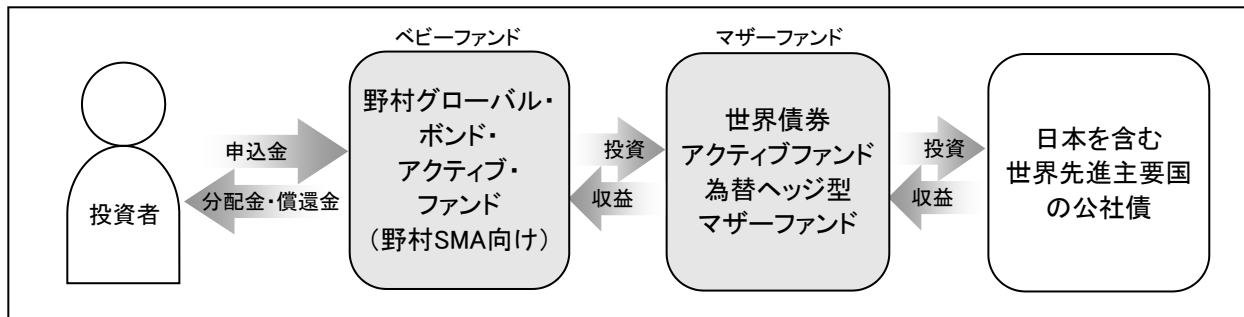 ベビーファンド
マザーファンド
投資者
申込金
分配金・償還金
野村グローバル・
ボンド・
アクティブ・
ファンド
（野村SMA向け）
投資
収益
世界債券
アクティブファンド
為替ヘッジ型
マザーファンド
投資
収益
日本を含む
世界先進主要国
の公社債